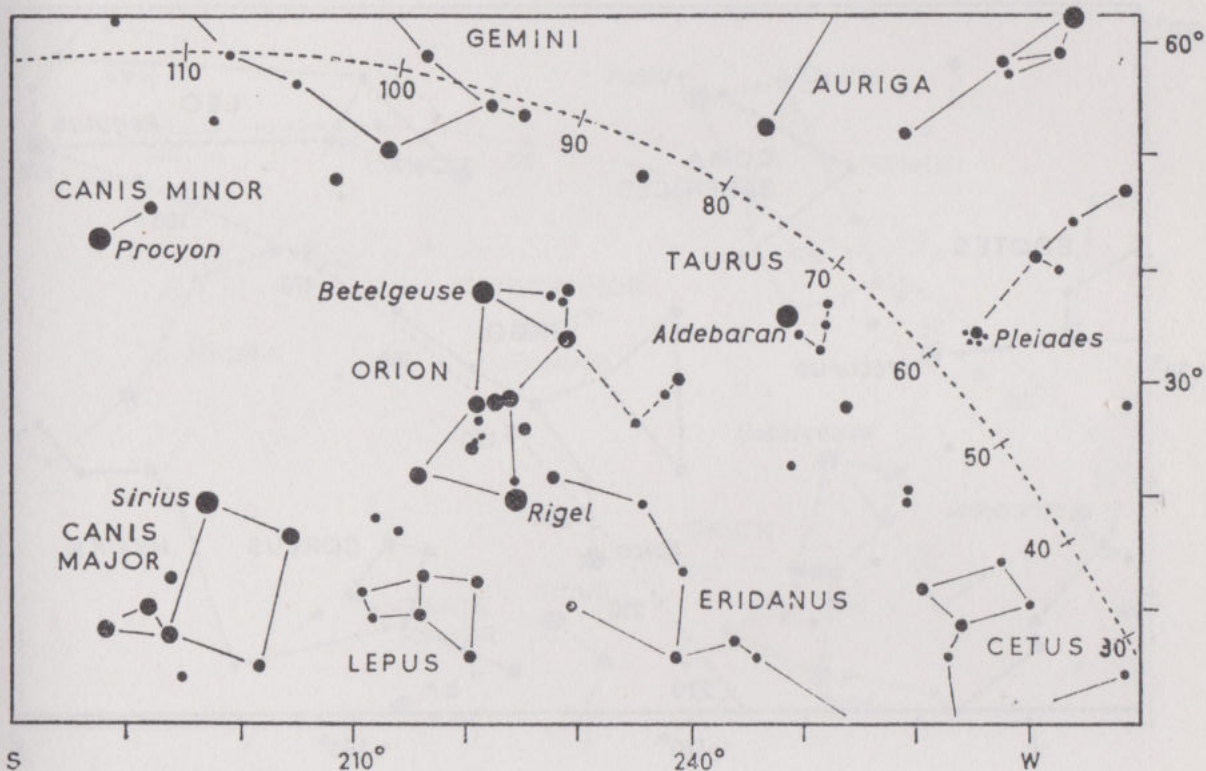 GEMINI
60°
110
100
AURIGA
90
CANIS MINOR
Procyon
80
TAURUS
70
Betelgeuse
Aldebaran
Pleiades
60
ORION
30°
50
Sirius
Rigel
CANIS
MAJOR
40
ERIDANUS
LEPUS
CETUS
30
S
210°
240°
W